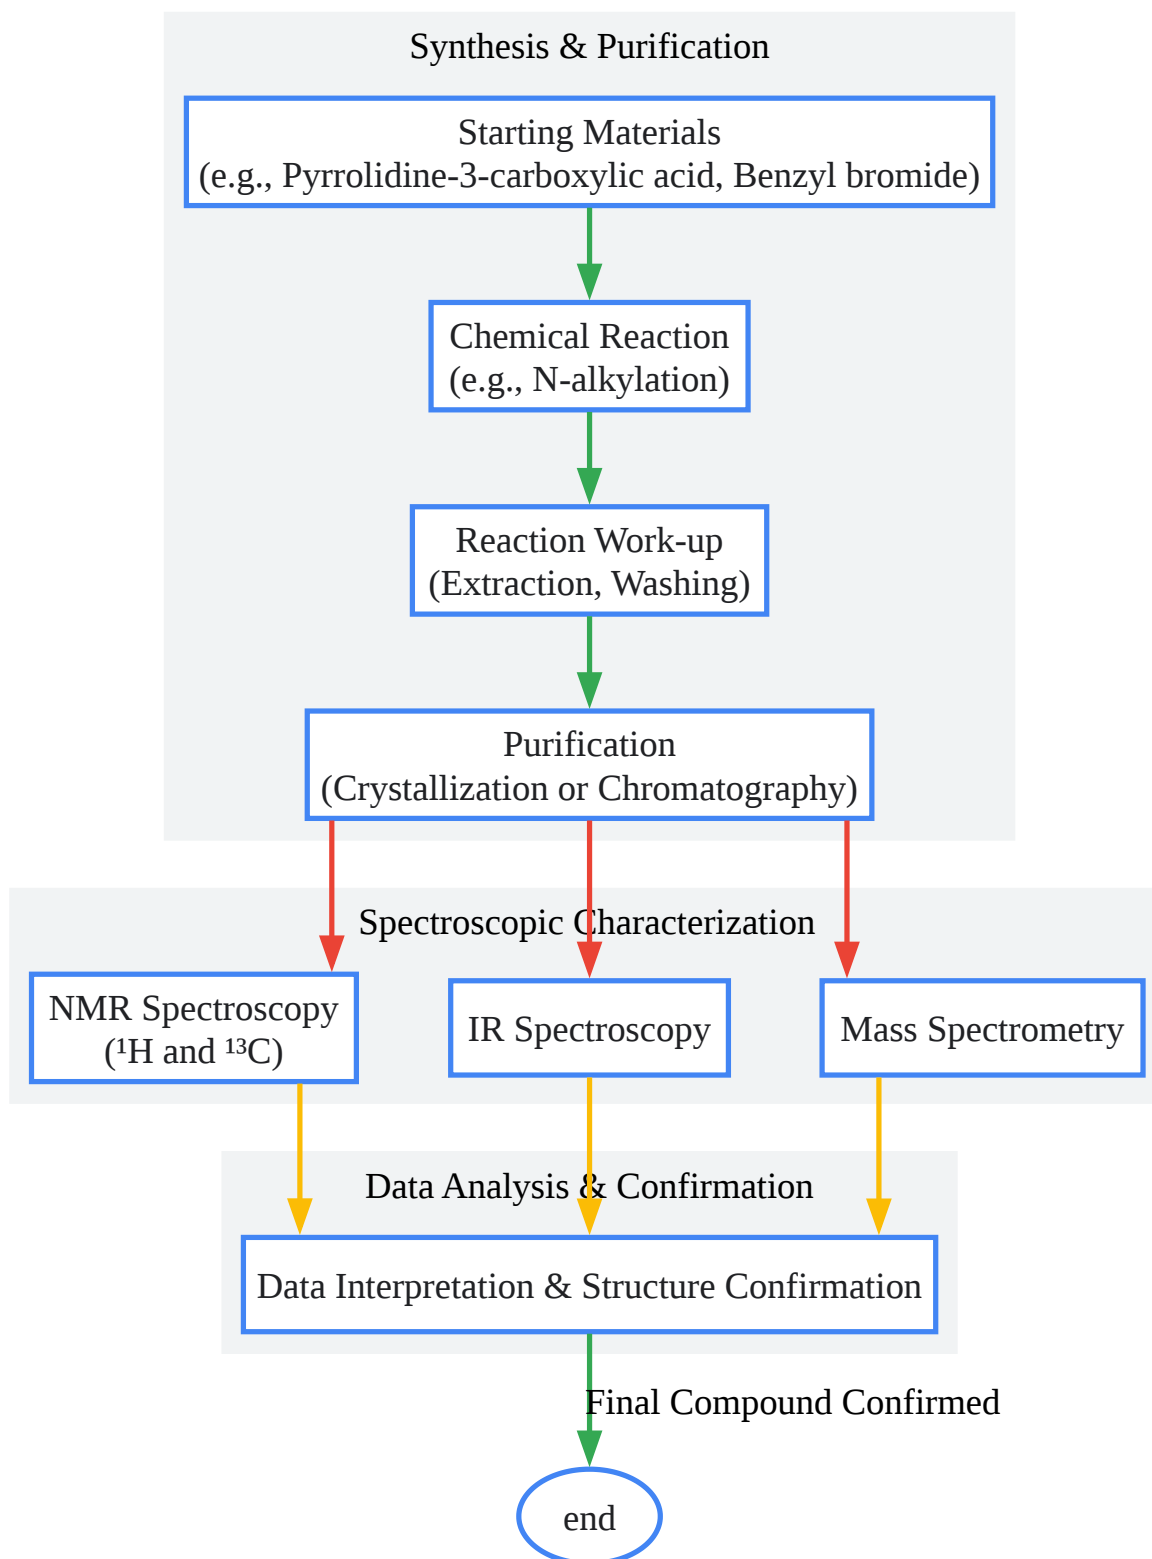 Synthesis & Purification
Starting Materials
(e.g., Pyrrolidine-3-carboxylic acid, Benzyl bromide)
Chemical Reaction
(e.g., N-alkylation)
Reaction Work-up
(Extraction, Washing)
Purification
(Crystallization or Chromatography)
Spectroscopic Characterization
NMR Spectroscopy
(¹H and ¹³C)
IR Spectroscopy
Mass Spectrometry
Data Analysis & Confirmation
Data Interpretation & Structure Confirmation
Final Compound Confirmed
end